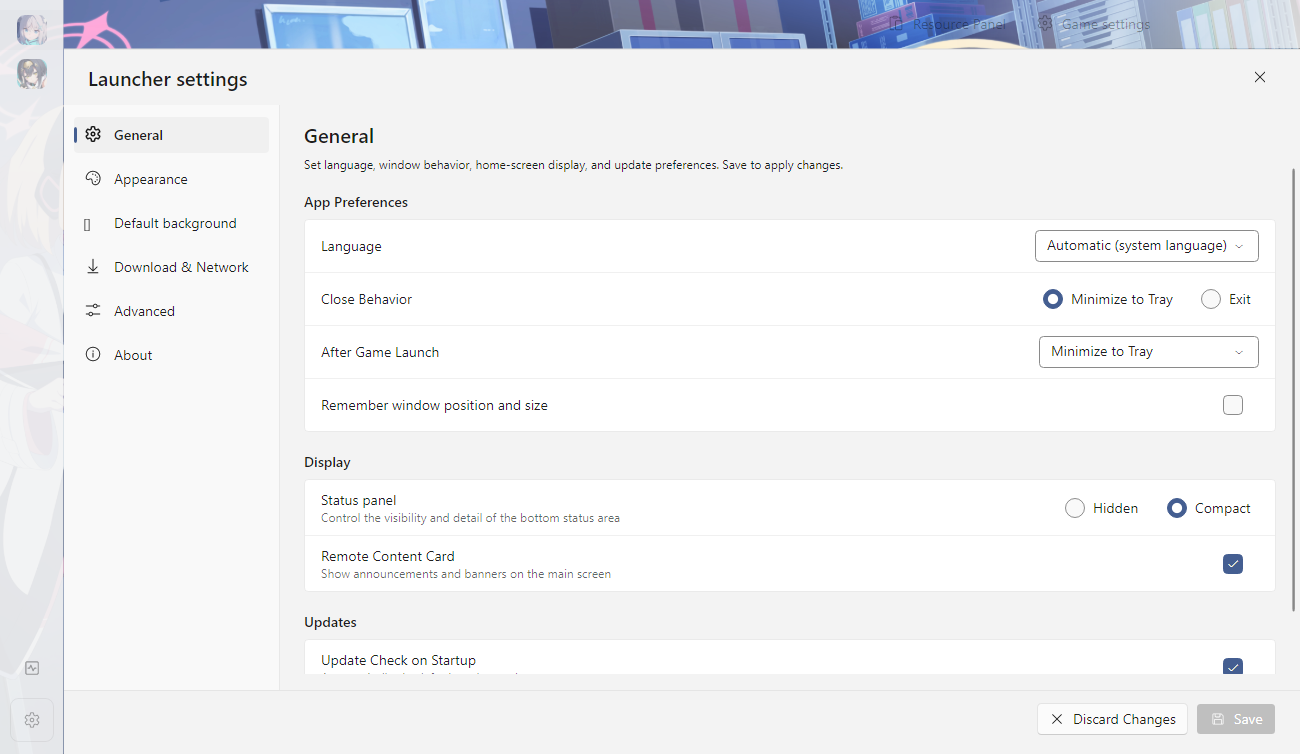 Resource Panel
Game settings
Launcher settings
General
Appearance
Default background
Download & Network
Advanced
About
General
Set language, window behavior, home-screen display, and update preferences. Save to apply changes.
App Preferences
Language
Automatic (system language)
Close Behavior
Minimize to Tray
Exit
After Game Launch
Minimize to Tray
Remember window position and size
Display
Status panel
Control the visibility and detail of the bottom status area
Hidden
Compact
Remote Content Card
Show announcements and banners on the main screen
Updates
Update Check on Startup
Discard Changes
Save